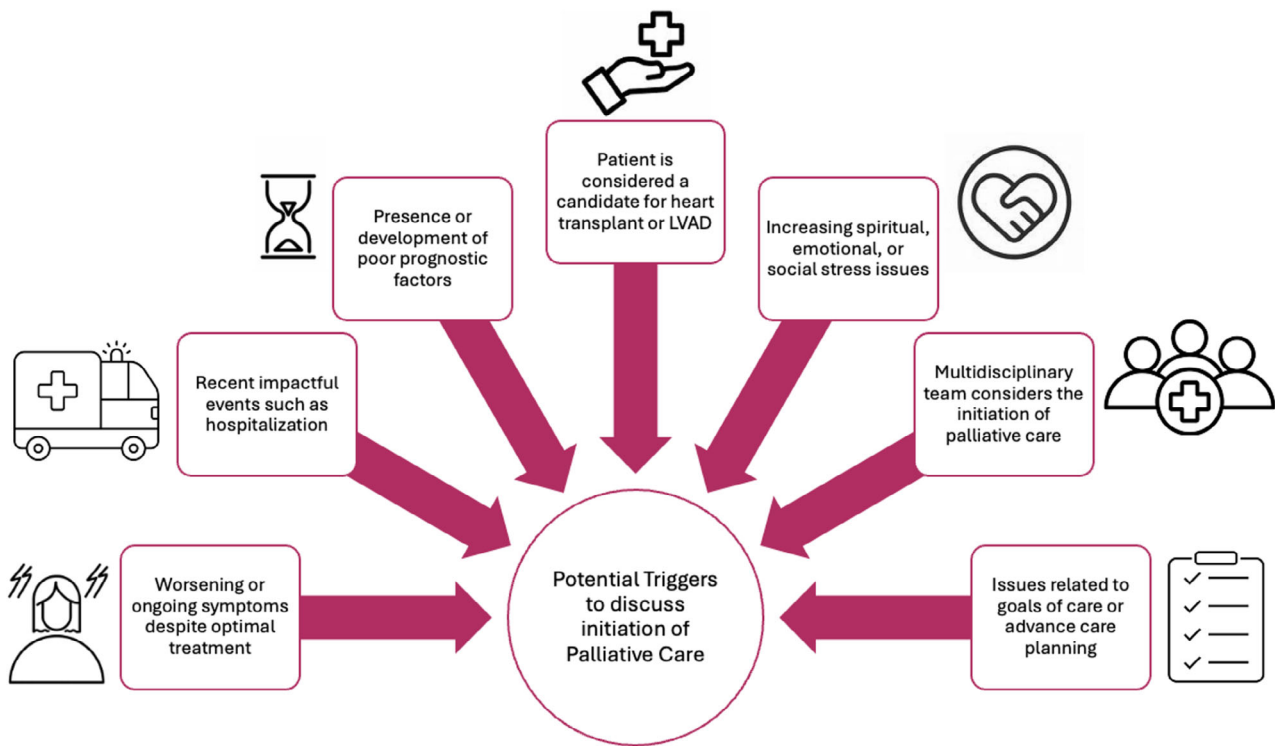 Patient is
considered a
candidate for heart
transplant or LVAD
Presence or
development of
poor prognostic
factors
Increasing spiritual,
emotional, or
social stress issues
Recent impactful
events such as
hospitalization
Multidisciplinary
team considers the
initiation of
palliative care
Worsening or
ongoing symptoms
despite optimal
treatment
Potential Triggers
to discuss
initiation of
Palliative Care
Issues related to
goals of care or
advance care
planning